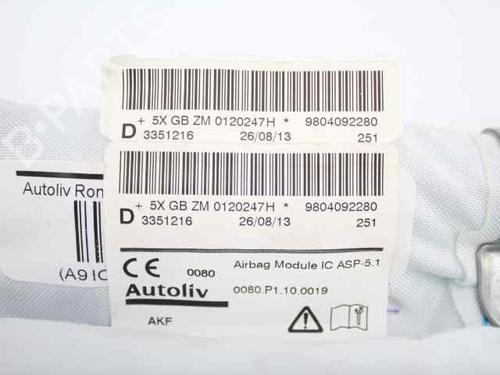 + 5X GB ZM 0120247H * 9804092280
D 3351216 26/08/13 251
+ 5X GB ZM 0120247H * 9804092280
D 3351216 26/08/13 251
CE 0080 Airbag Module IC ASP-5.1
Autoliv 0080.P1.10.0019
AKF
Autoliv
B-PARTS